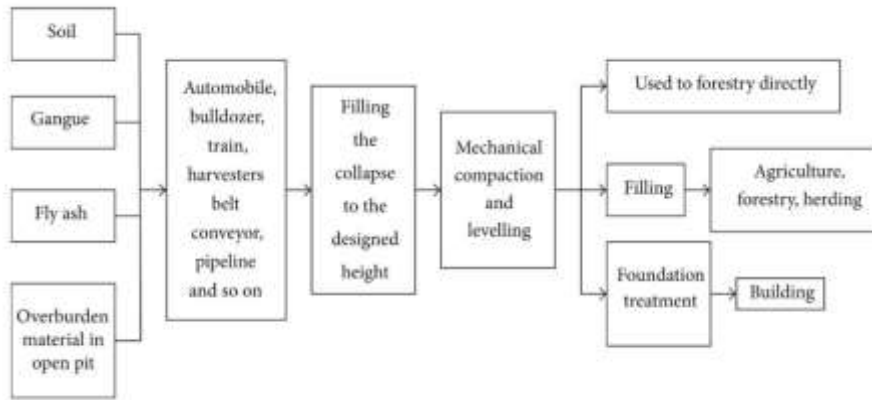 Soil
Gangue
Fly ash
Overburden
material in
open pit
Automobile,
bulldozer,
train,
harvesters
belt
conveyor,
pipeline
and so on
Filling
the
collapse
to the
designed
height
Mechanical
compaction
and
levelling
Used to forestry directly
Filling
Agriculture,
forestry, herding
Foundation
treatment
Building